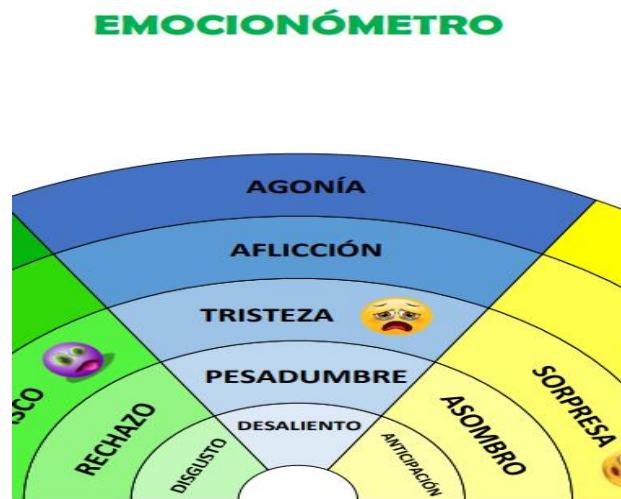 EMOCIONÓMETRO
AGONÍA
AFLICCIÓN
TRISTEZA
PESADUMBRE
DESALIENTO
RECHAZO
DISGUSTO
ANTICIPACIÓN
ASOMBRO
SORPRESA